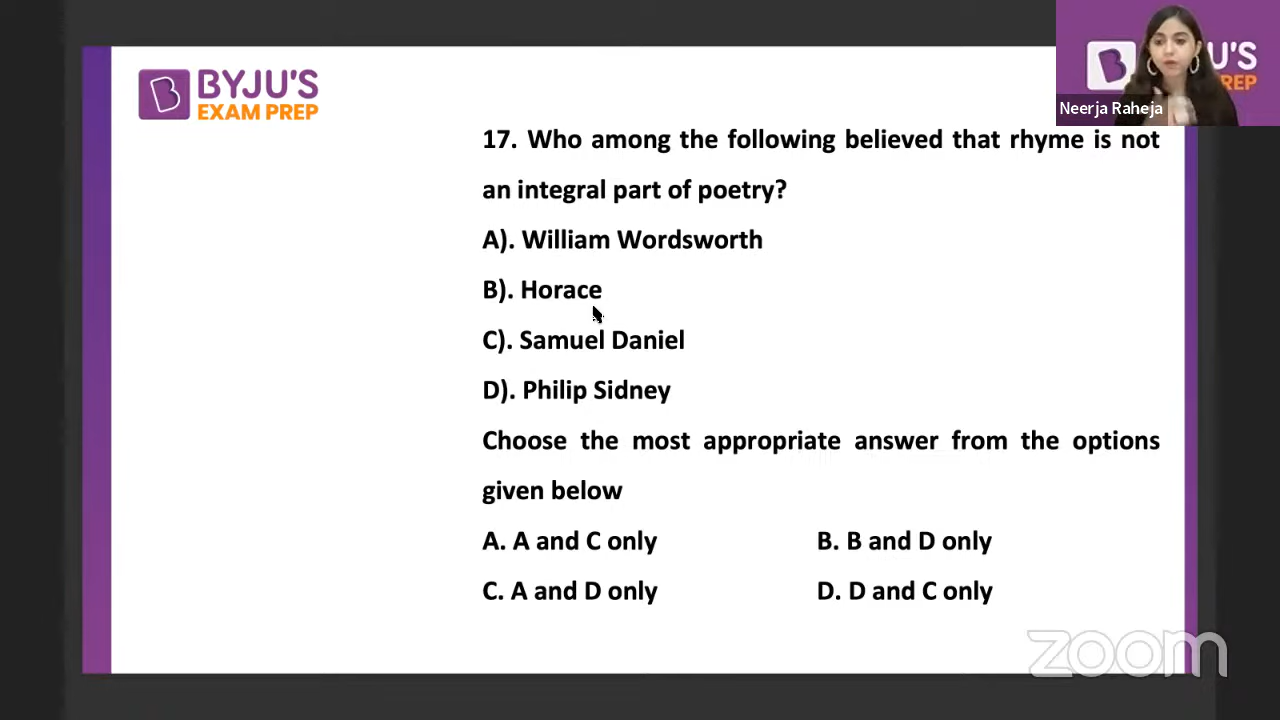 BYJU'S
EXAM PREP
B
U'S
EP
Neerja Raheja
17. Who among the following believed that rhyme is not
an integral part of poetry?
A). William Wordsworth
B). Horace
C). Samuel Daniel
D). Philip Sidney
Choose the most appropriate answer from the options
given below
A. A and C only
B. B and D only
C. A and D only
D. D and C only
zoom